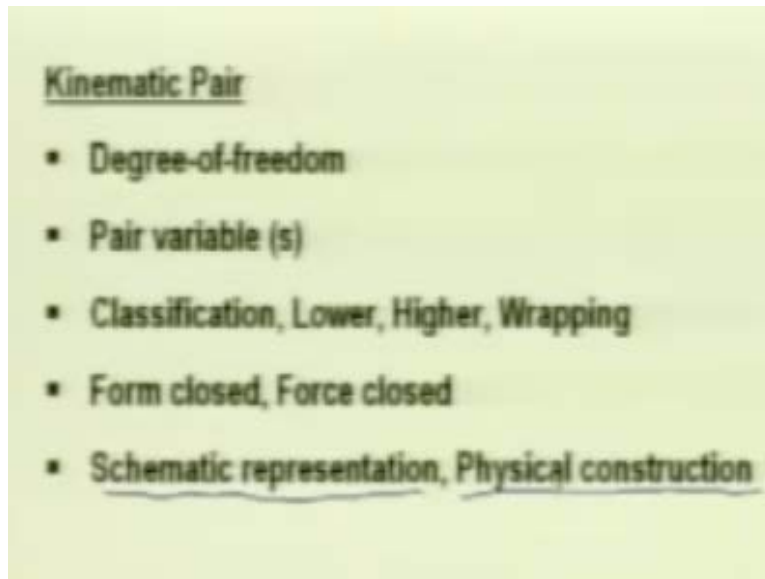 Kinematic Pair
▪ Degree-of-freedom
▪ Pair variable (s)
▪ Classification, Lower, Higher, Wrapping
▪ Form closed, Force closed
▪ Schematic representation, Physical construction